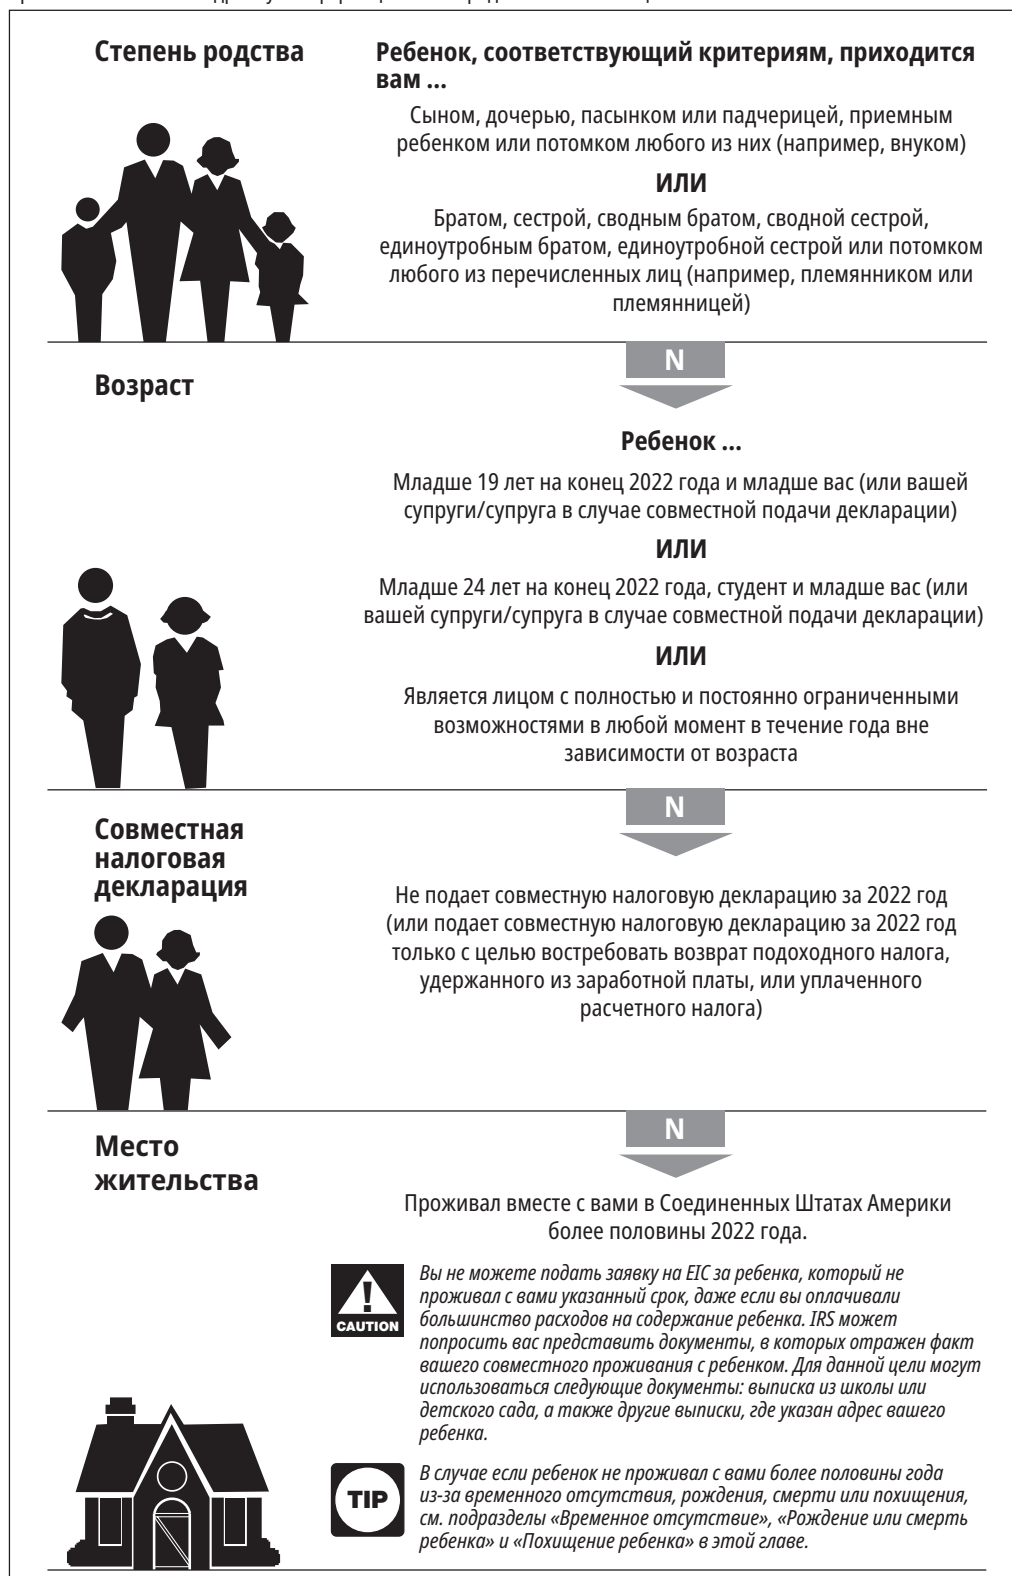 Степень родства
Ребенок, соответствующий критериям, приходится
вам ...
Сыном, дочерью, пасынком или падчерицей, приемным
ребенком или потомком любого из них (например, внуком)
ИЛИ
Братом, сестрой, сводным братом, сводной сестрой,
единоутробным братом, единоутробной сестрой или потомком
любого из перечисленных лиц (например, племянником или
племянницей)
N
Возраст
Ребенок ...
Младше 19 лет на конец 2022 года и младше вас (или вашей
супруги/супруга в случае совместной подачи декларации)
ИЛИ
Младше 24 лет на конец 2022 года, студент и младше вас (или
вашей супруги/супруга в случае совместной подачи декларации)
ИЛИ
Является лицом с полностью и постоянно ограниченными
возможностями в любой момент в течение года вне
зависимости от возраста
N
Совместная
налоговая
декларация
Не подает совместную налоговую декларацию за 2022 год
(или подает совместную налоговую декларацию за 2022 год
только с целью востребовать возврат подоходного налога,
удержанного из заработной платы, или уплаченного
расчетного налога)
N
Место
жительства
Проживал вместе с вами в Соединенных Штатах Америки
более половины 2022 года.
CAUTION
Вы не можете подать заявку на EIC за ребенка, который не
проживал с вами указанный срок, даже если вы оплачивали
большинство расходов на содержание ребенка. IRS может
попросить вас представить документы, в которых отражен факт
вашего совместного проживания с ребенком. Для данной цели могут
использоваться следующие документы: выписка из школы или
детского сада, а также другие выписки, где указан адрес вашего
ребенка.
TIP
В случае если ребенок не проживал с вами более половины года
из-за временного отсутствия, рождения, смерти или похищения,
см. подразделы «Временное отсутствие», «Рождение или смерть
ребенка» и «Похищение ребенка» в этой главе.